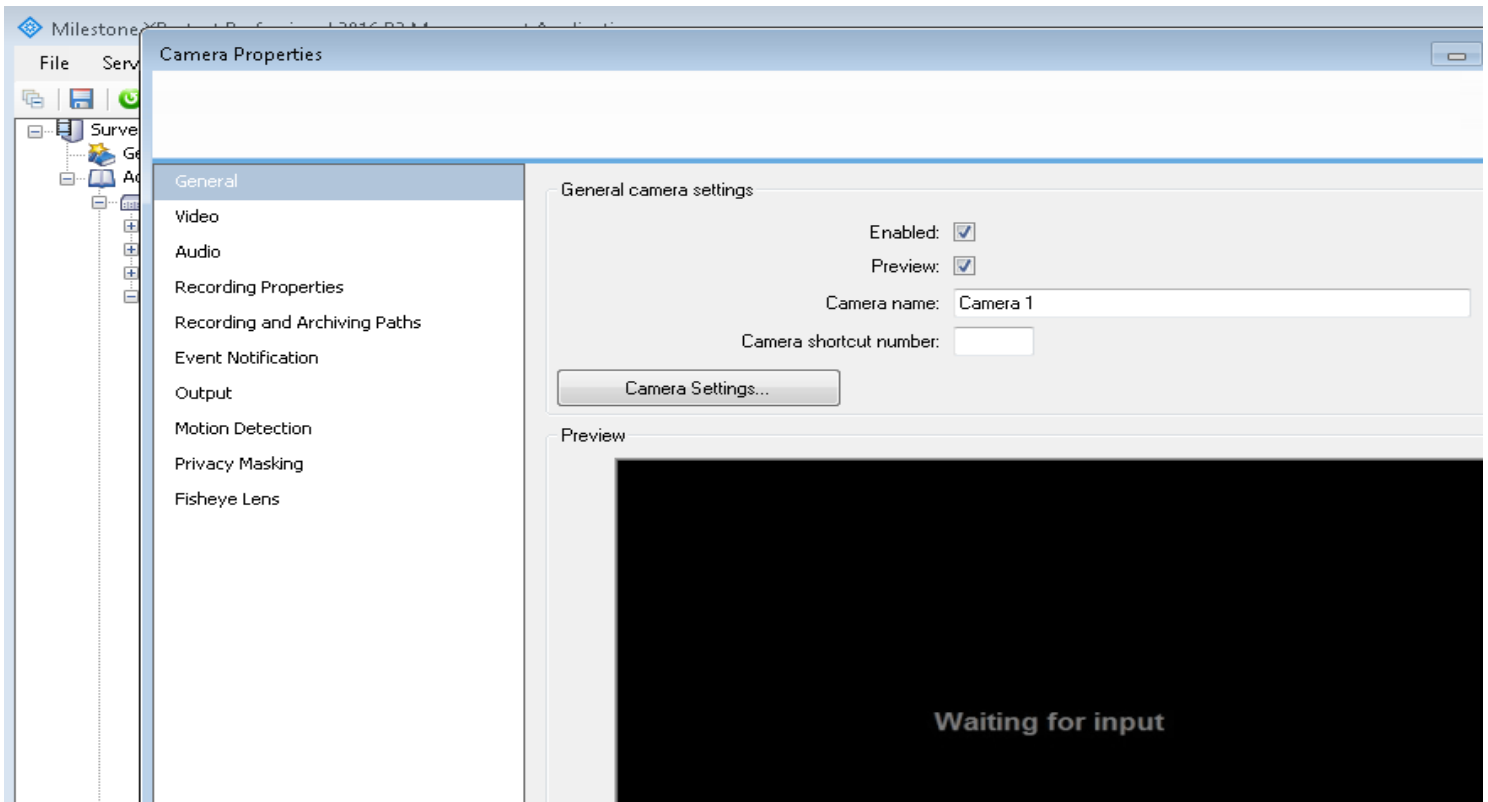 Milestone
Camera Properties
File Serv
Surve
Ge
Ad
General
Video
Audio
Recording Properties
Recording and Archiving Paths
Event Notification
Output
Motion Detection
Privacy Masking
Fisheye Lens
General camera settings
Enabled:
Preview:
Camera name: Camera 1
Camera shortcut number:
Camera Settings...
Preview
Waiting for input